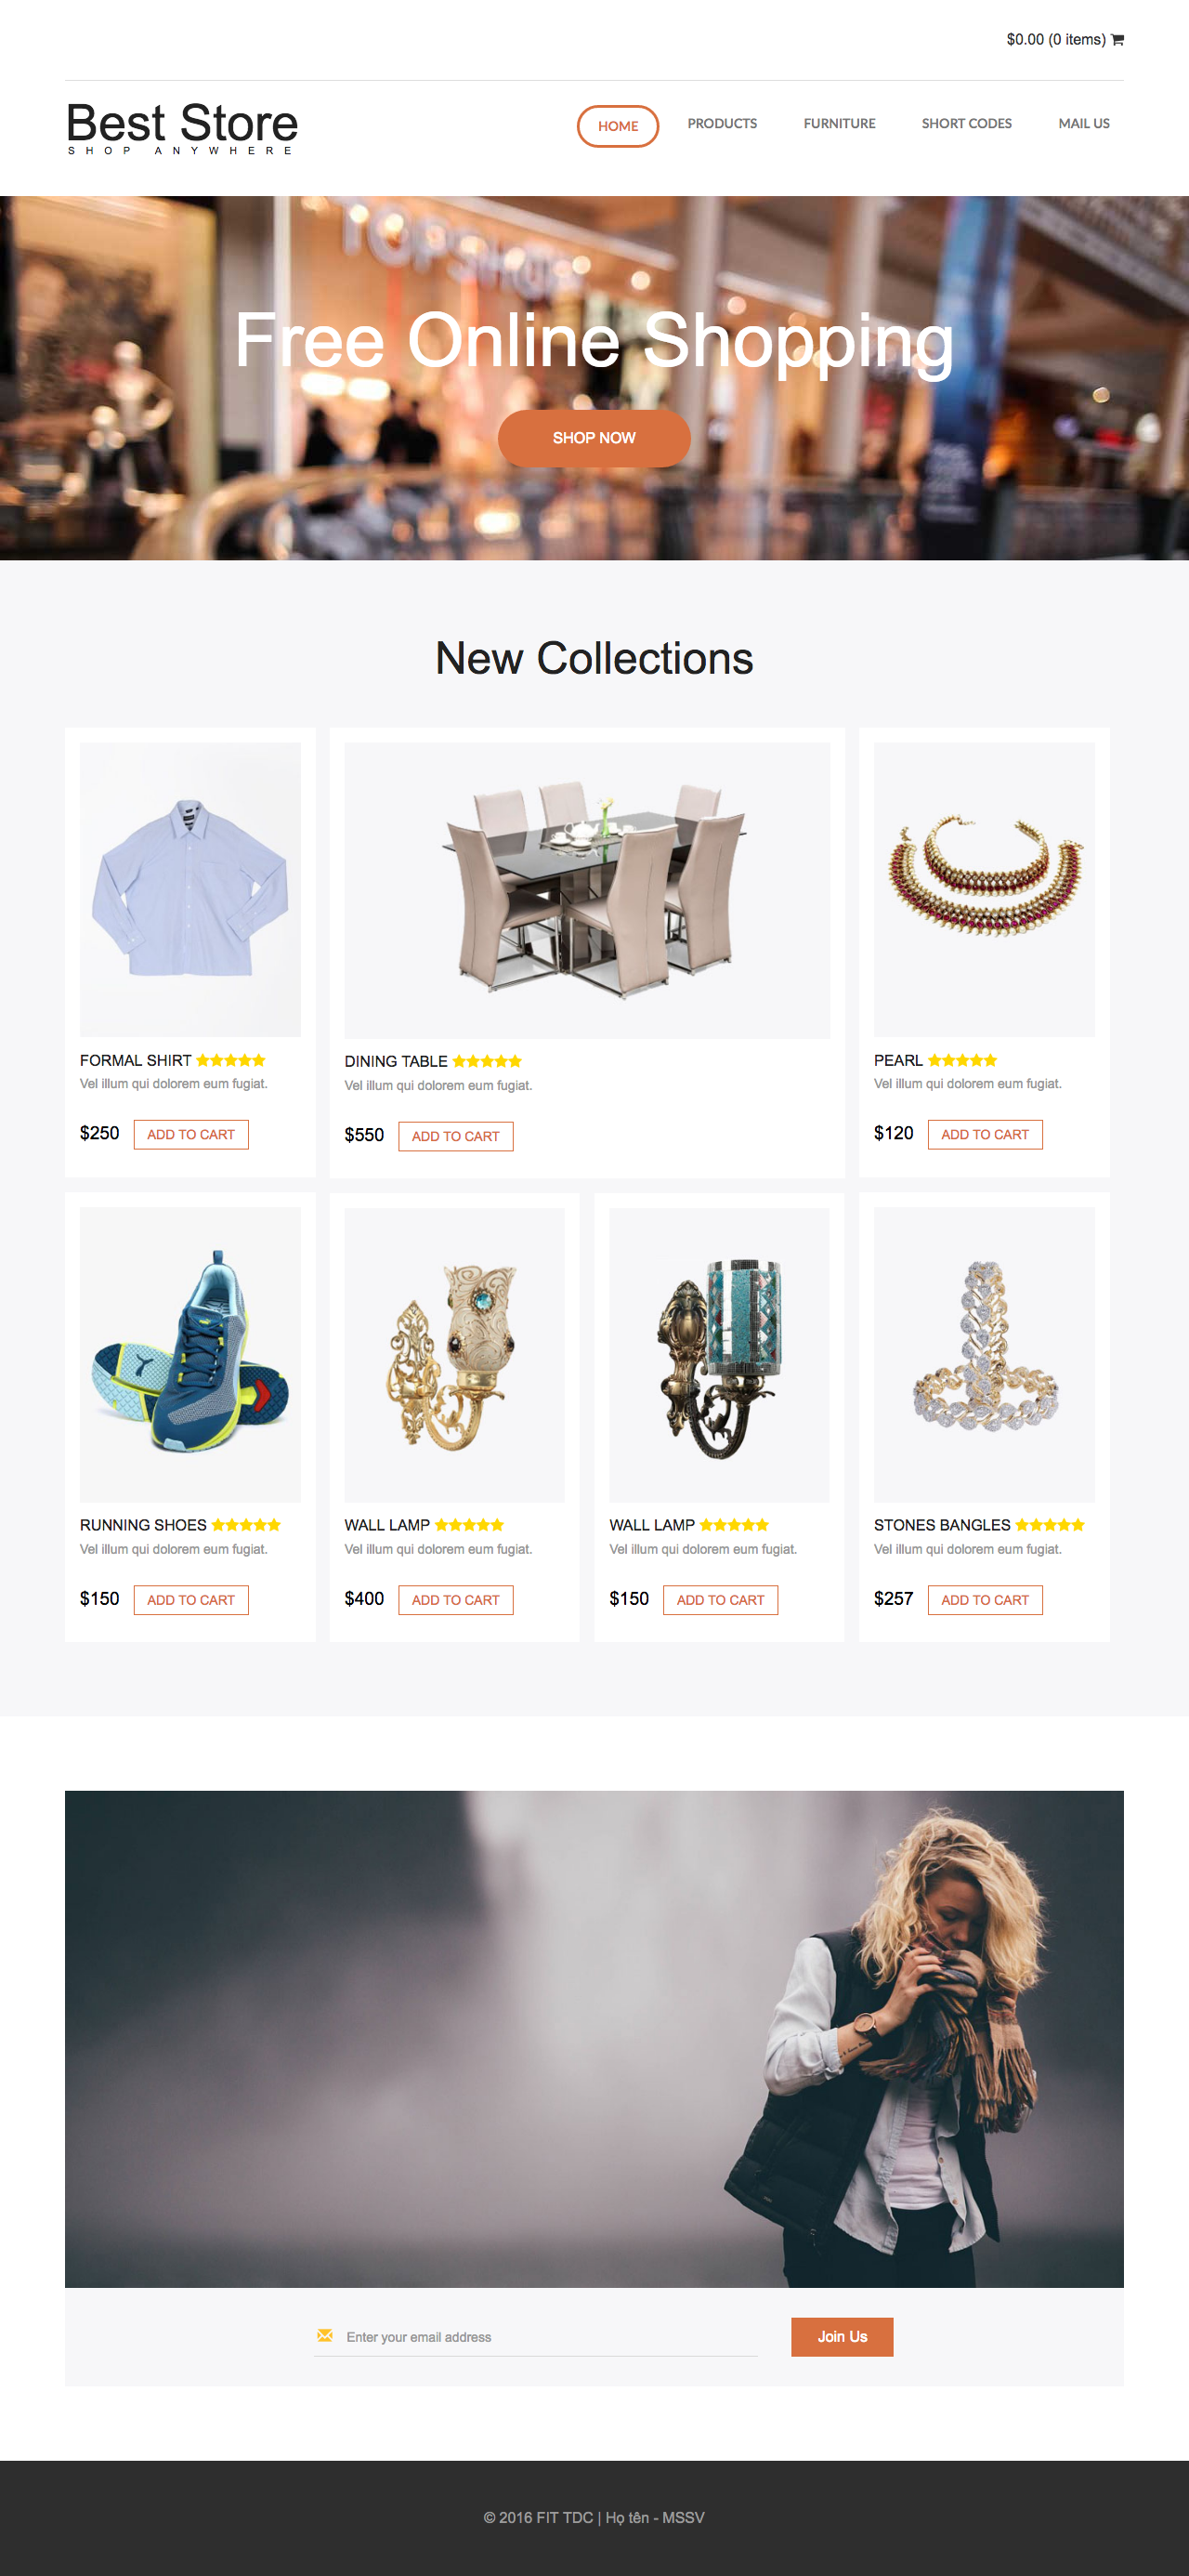 $0.00 (0 items)
Best Store
SHOP ANYWHERE
HOME PRODUCTS FURNITURE SHORT CODES MAIL US
TOPSHOP
Free Online Shopping
SHOP NOW
New Collections
FORMAL SHIRT
Vel illum qui dolorem eum fugiat.
$250 ADD TO CART
DINING TABLE
Vel illum qui dolorem eum fugiat.
$550 ADD TO CART
PEARL
Vel illum qui dolorem eum fugiat.
$120 ADD TO CART
RUNNING SHOES
Vel illum qui dolorem eum fugiat.
$150 ADD TO CART
WALL LAMP
Vel illum qui dolorem eum fugiat.
$400 ADD TO CART
WALL LAMP
Vel illum qui dolorem eum fugiat.
$150 ADD TO CART
STONES BANGLES
Vel illum qui dolorem eum fugiat.
$257 ADD TO CART
Enter your email address
Join Us
© 2016 FIT TDC | Họ tên - MSSV